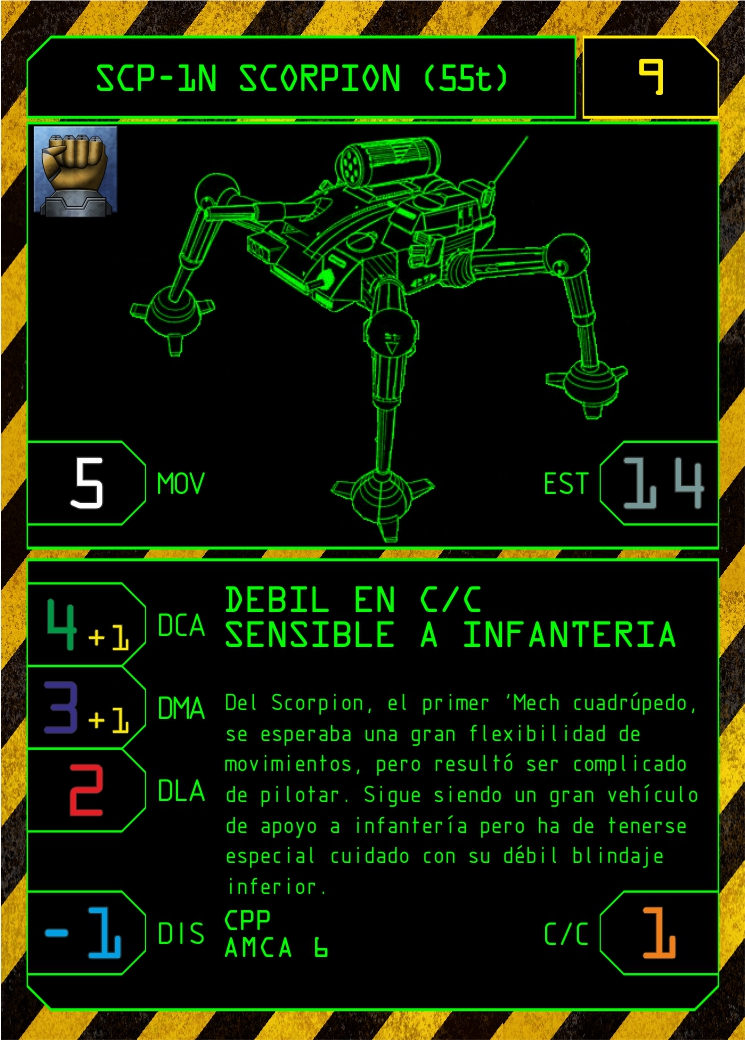 SCP-1N SCORPION (55t)
9
5 MOV
EST 14
4 +1 DCA
DEBIL EN C/C
SENSIBLE A INFANTERIA
3 +1 DMA
2 DLA
Del Scorpion, el primer 'Mech cuadrúpedo,
se esperaba una gran flexibilidad de
movimientos, pero resultó ser complicado
de pilotar. Sigue siendo un gran vehículo
de apoyo a infantería pero ha de tenerse
especial cuidado con su débil blindaje
inferior.
-1 DIS
CPP
AMCA 6
C/C 1